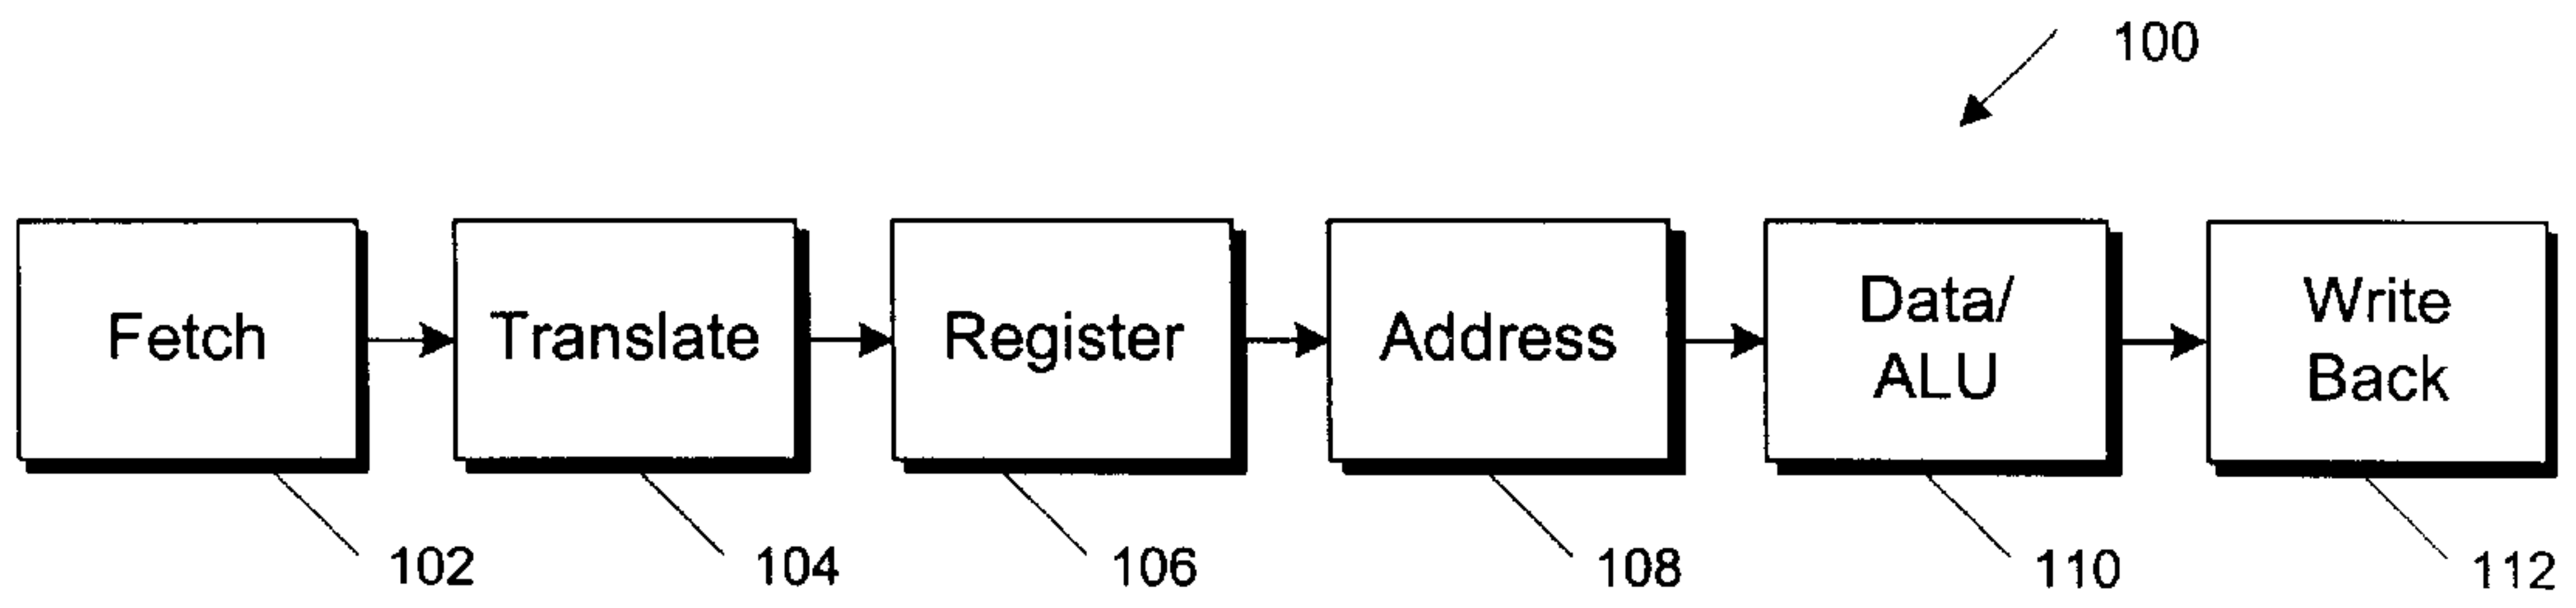 100
Fetch
Translate
Register
Address
Data/
ALU
Write
Back
102
104
106
108
110
112